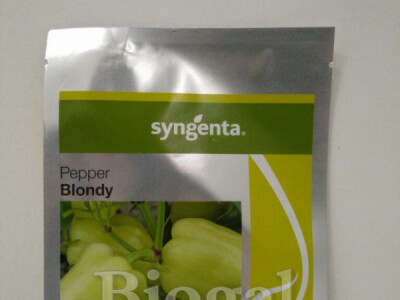 syngenta®
Pepper
Blondy
Biogal